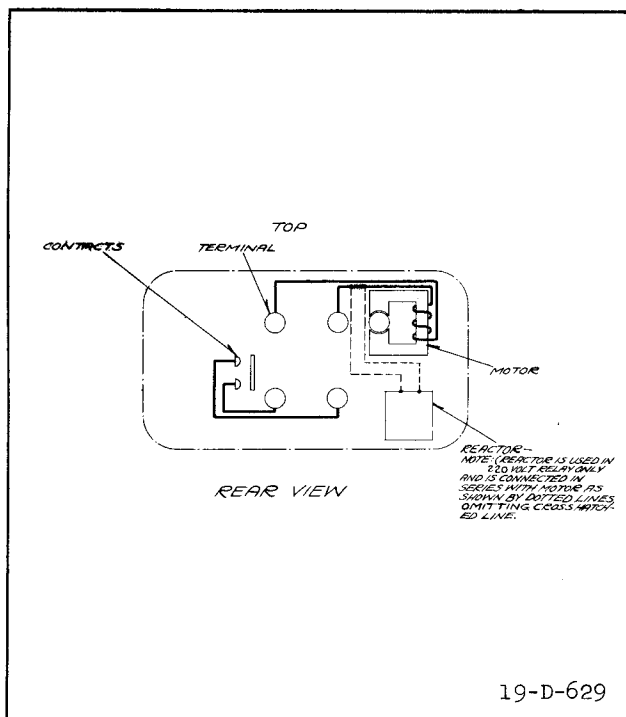 TOP
CONTACTS
TERMINAL
MOTOR
REACTOR-
NOTE: (REACTOR IS USED IN
220 VOLT RELAY ONLY
AND IS CONNECTED IN
SERIES WITH MOTOR AS
SHOWN BY DOTTED LINES,
OMITTING CROSS HATCH-
ED LINE.
REAR VIEW
19-D-629